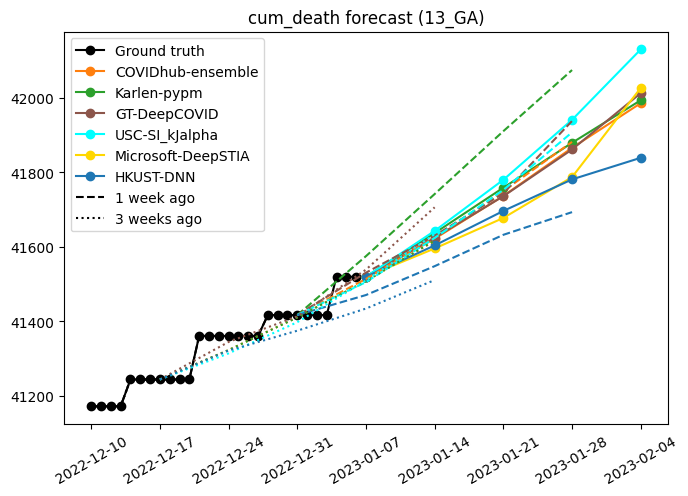 cum_death forecast (13_GA)
Ground truth
COVIDhub-ensemble
Karlen-pypm
GT-DeepCOVID
USC-SI_kJalpha
Microsoft-DeepSTIA
HKUST-DNN
1 week ago
3 weeks ago
42000
41800
41600
41400
41200
2022-12-10
2022-12-17
2022-12-24
2022-12-31
2023-01-07
2023-01-14
2023-01-21
2023-01-28
2023-02-04